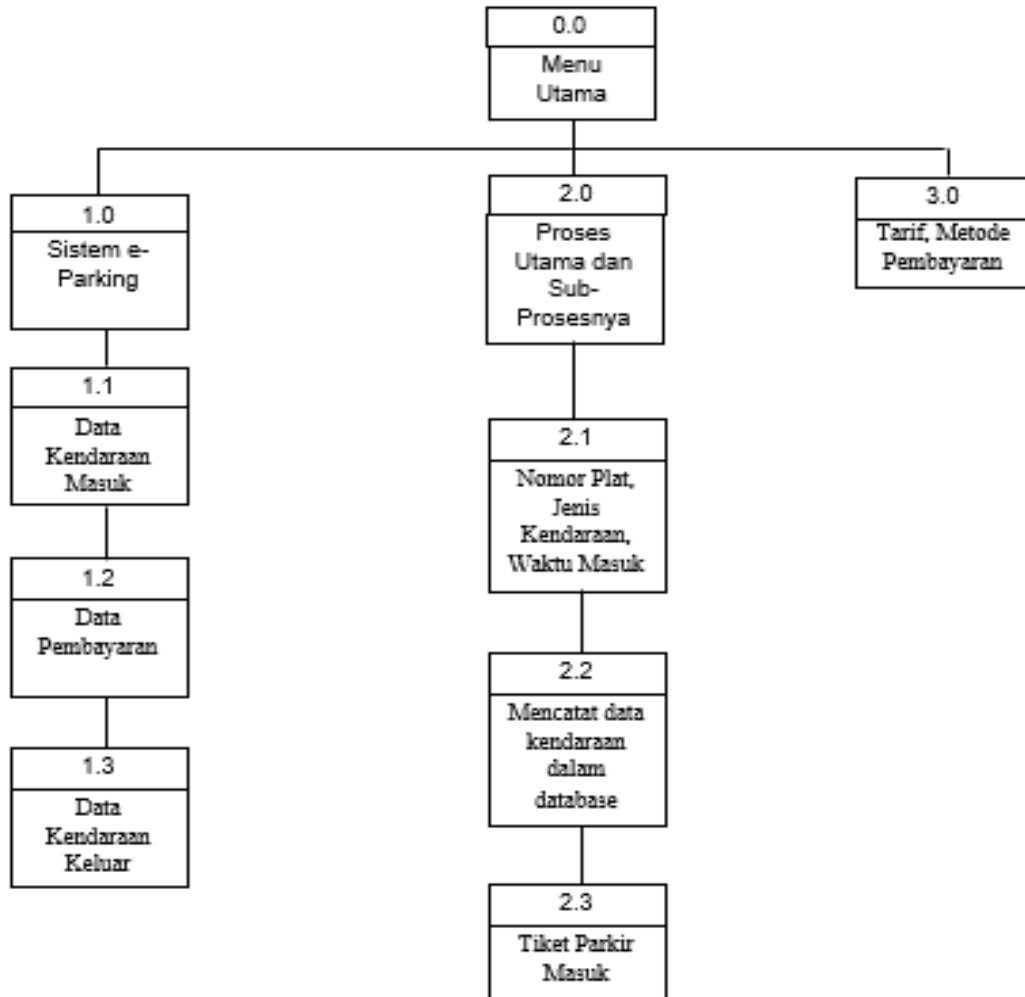 0.0
Menu
Utama
1.0
Sistem e-
Parking
1.1
Data
Kendaraan
Masuk
1.2
Data
Pembayaran
1.3
Data
Kendaraan
Keluar
2.0
Proses
Utama dan
Sub-
Prosesnya
2.1
Nomor Plat,
Jenis
Kendaraan,
Waktu Masuk
2.2
Mencatat data
kendaraan
dalam
database
2.3
Tiket Parkir
Masuk
3.0
Tarif, Metode
Pembayaran